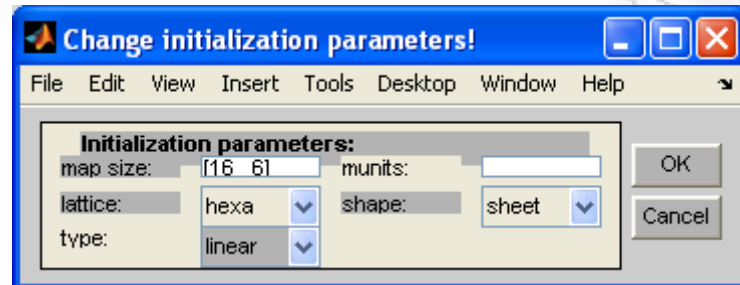 Change initialization parameters!
File Edit View Insert Tools Desktop Window Help
Initialization parameters:
map size: [16 6] munits:
OK
lattice: hexa shape: sheet
Cancel
type: linear